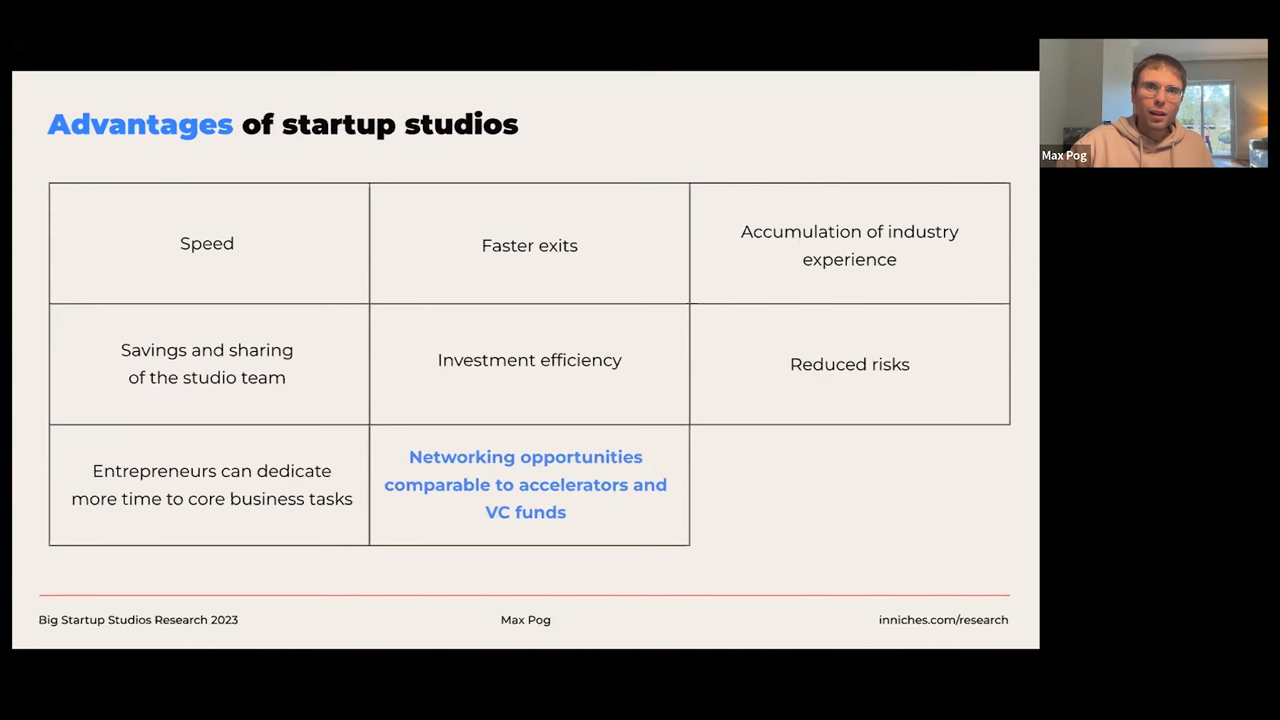 Advantages of startup studios
Speed
Faster exits
Accumulation of industry
experience
Savings and sharing
of the studio team
Investment efficiency
Reduced risks
Entrepreneurs can dedicate
more time to core business tasks
Networking opportunities
comparable to accelerators and
VC funds
Big Startup Studios Research 2023
Max Pog
inniches.com/research
Max Pog